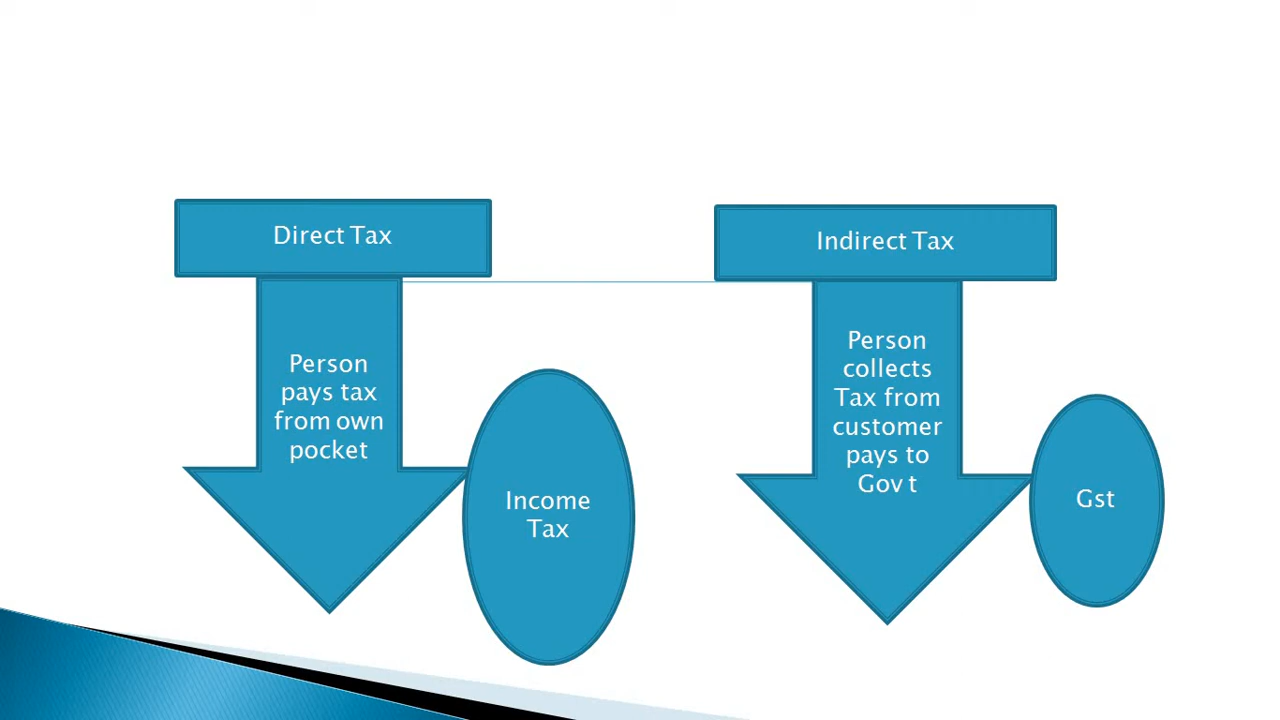 Direct Tax
Person
pays tax
from own
pocket
Income
Tax
Indirect Tax
Person
collects
Tax from
customer
pays to
Gov t
Gst